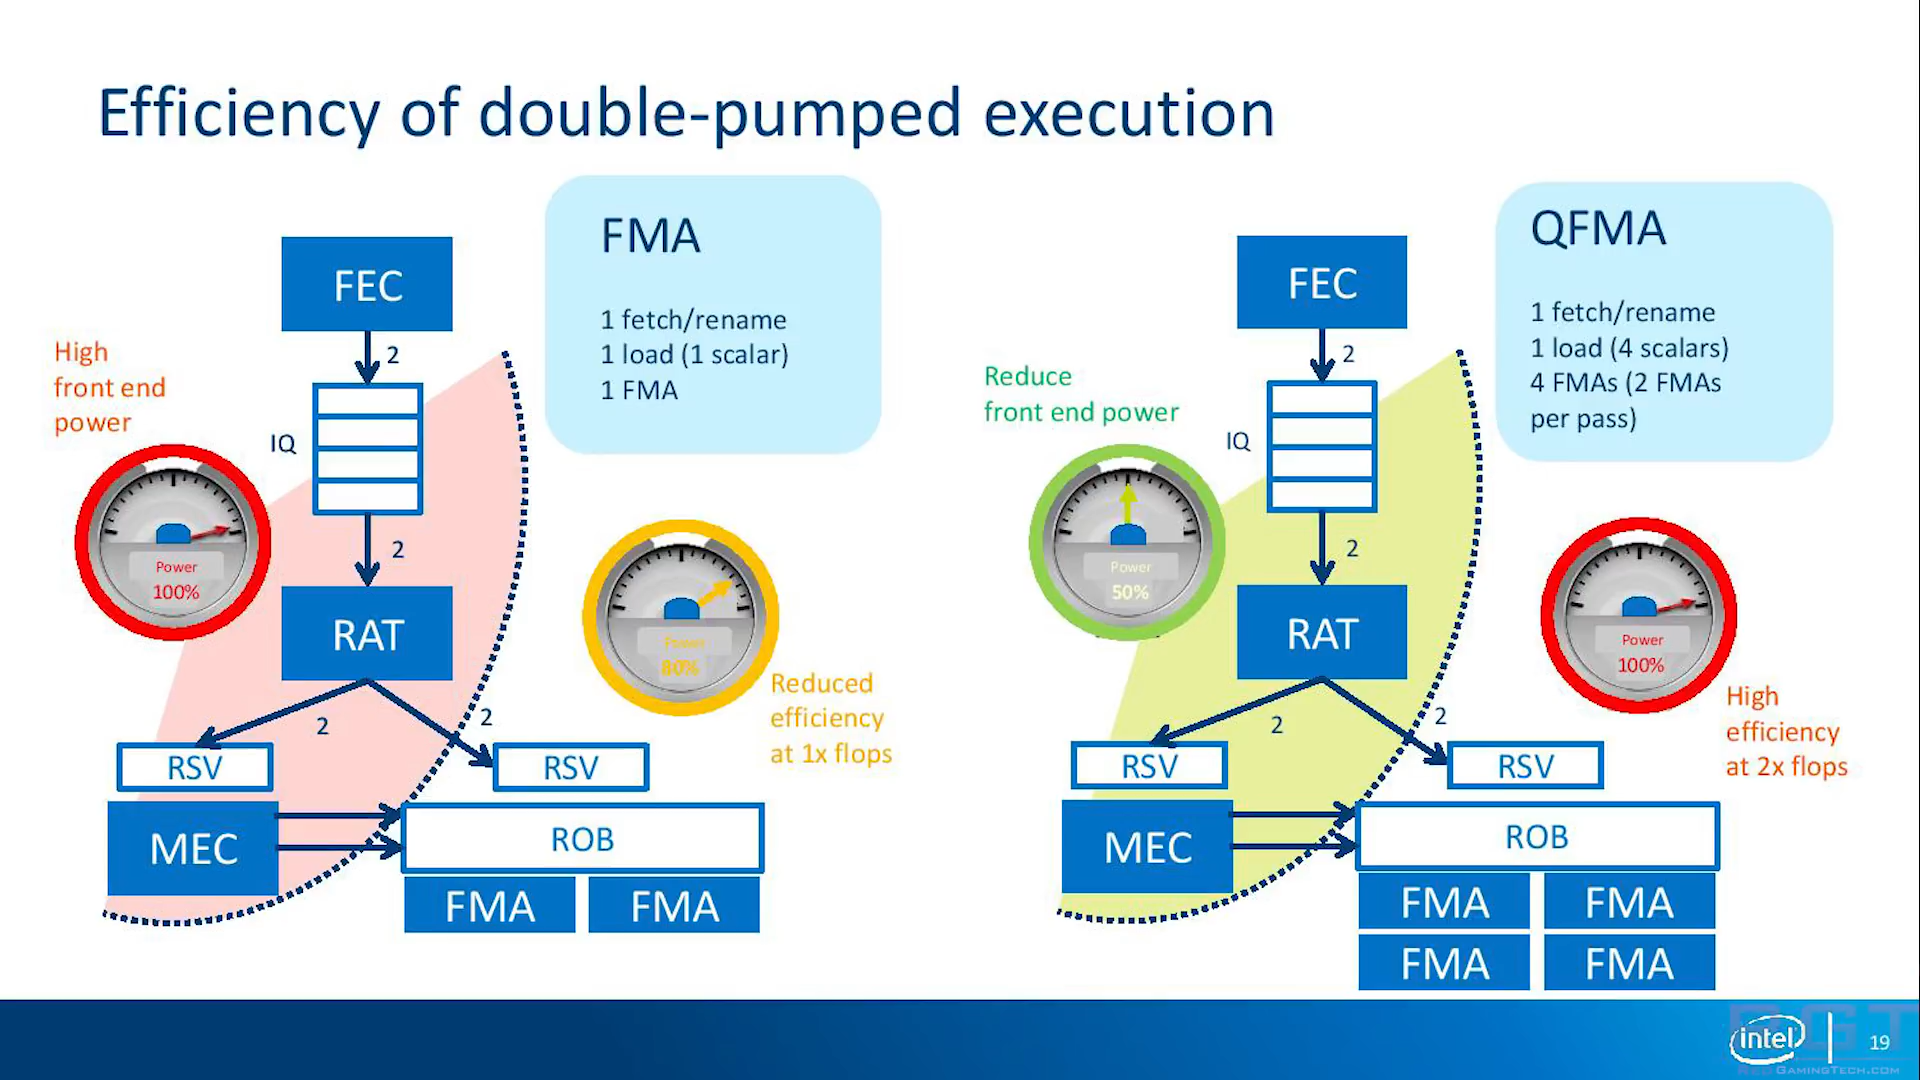 Efficiency of double-pumped execution
FMA
1 fetch/rename
1 load (1 scalar)
1 FMA
FEC
2
IQ
2
RAT
2
2
RSV
RSV
MEC
ROB
FMA
FMA
High
front end
power
Power
100%
Power
80%
Reduced
efficiency
at 1x flops
QFMA
1 fetch/rename
1 load (4 scalars)
4 FMAs (2 FMAs
per pass)
FEC
2
IQ
2
RAT
2
2
RSV
RSV
MEC
ROB
FMA
FMA
FMA
FMA
Reduce
front end power
Power
50%
Power
100%
High
efficiency
at 2x flops
intel
19
RGT
REDGAMINGTECH.COM